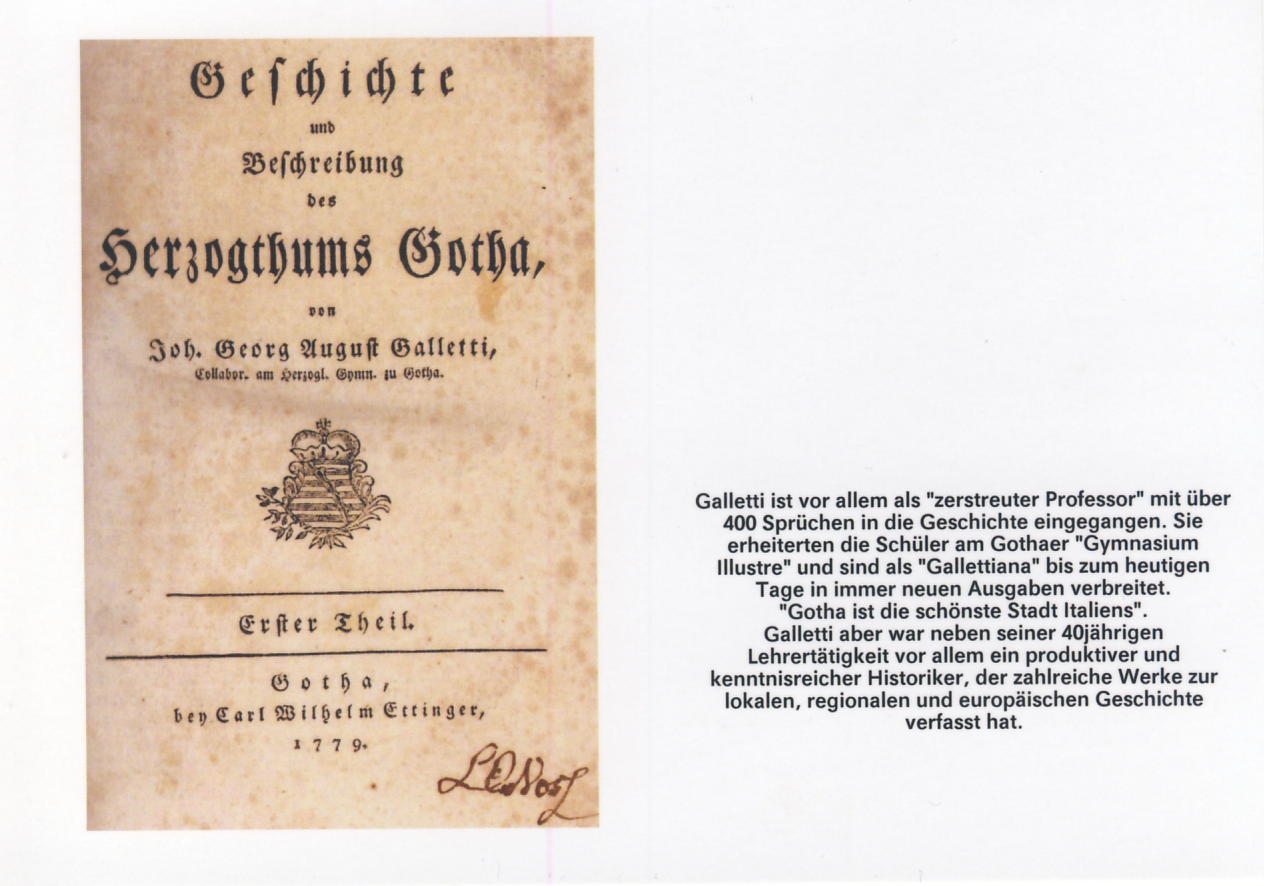 Geschichte
und
Beschreibung
des
Herzogthums Gotha,
von
Joh. Georg August Galletti,
Collabor. am Herzogl. Gymn. zu Gotha.
Erster Theil.
Gotha,
bey Carl Wilhelm Ettinger,
1779.
Galletti ist vor allem als "zerstreuter Professor" mit über
400 Sprüchen in die Geschichte eingegangen. Sie
erheiterten die Schüler am Gothaer "Gymnasium
Illustre" und sind als "Gallettiana" bis zum heutigen
Tage in immer neuen Ausgaben verbreitet.
"Gotha ist die schönste Stadt Italiens".
Galletti aber war neben seiner 40jährigen
Lehrertätigkeit vor allem ein produktiver und
kenntnisreicher Historiker, der zahlreiche Werke zur
lokalen, regionalen und europäischen Geschichte
verfasst hat.